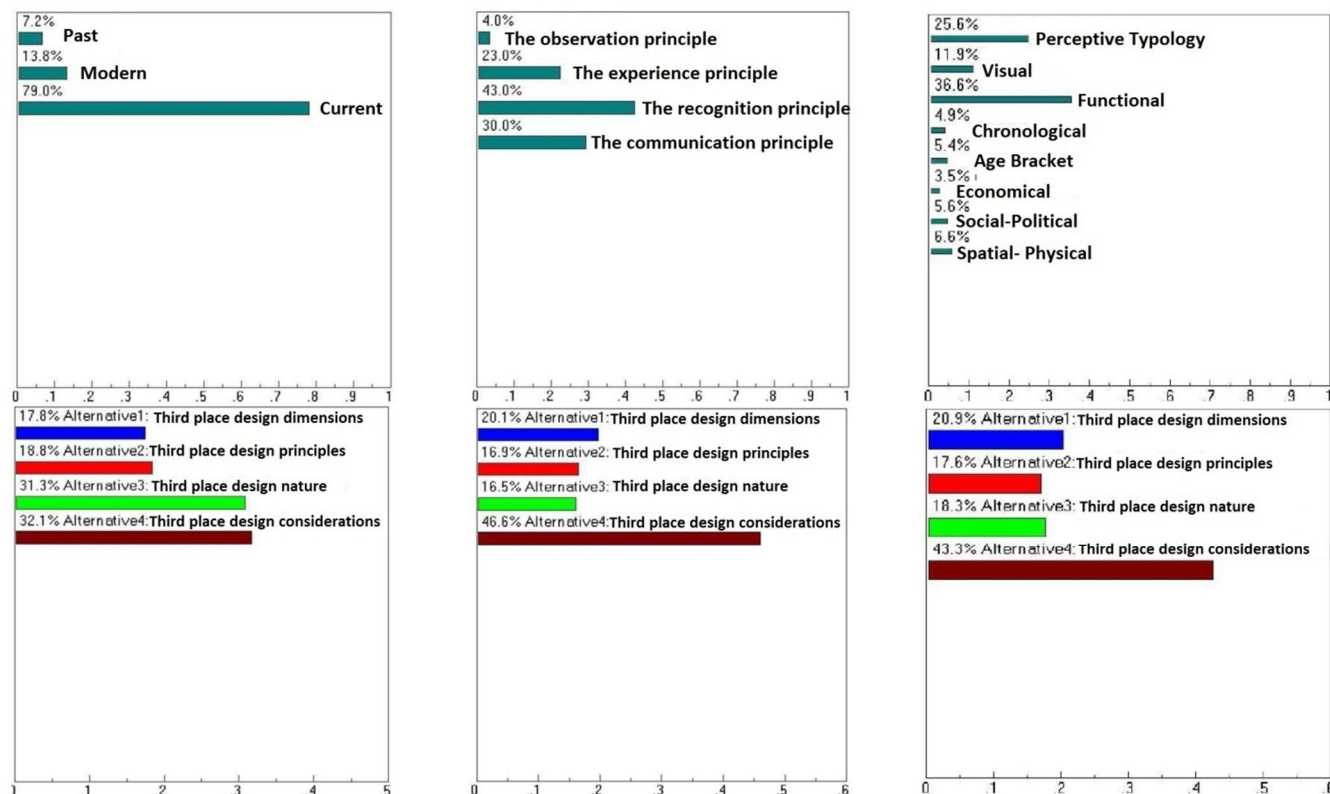 7.2%
Past
13.8%
Modern
79.0%
Current
0 .1 .2 .3 .4 .5 .6 .7 .8 .9 1
4.0%
The observation principle
23.0%
The experience principle
43.0%
The recognition principle
30.0%
The communication principle
0 .1 .2 .3 .4 .5 .6 .7 .8 .9 1
25.6%
Perceptive Typology
11.9%
Visual
36.6%
Functional
4.9%
Chronological
5.4%
Age Bracket
3.5%
Economical
5.6%
Social-Political
6.6%
Spatial- Physical
0 .1 .2 .3 .4 .5 .6 .7 .8 .9 1
17.8% Alternative1: Third place design dimensions
18.8% Alternative2: Third place design principles
31.3% Alternative3: Third place design nature
32.1% Alternative4:Third place design considerations
.1 .2 .3 .4 .5
20.1% Alternative1: Third place design dimensions
16.9% Alternative2: Third place design principles
16.5% Alternative3: Third place design nature
46.6% Alternative4:Third place design considerations
0 .1 .2 .3 .4 .5 .6
20.9% Alternative1: Third place design dimensions
17.6% Alternative2:Third place design principles
18.3% Alternative3: Third place design nature
43.3% Alternative4: Third place design considerations
0 .1 .2 .3 .4 .5 .6